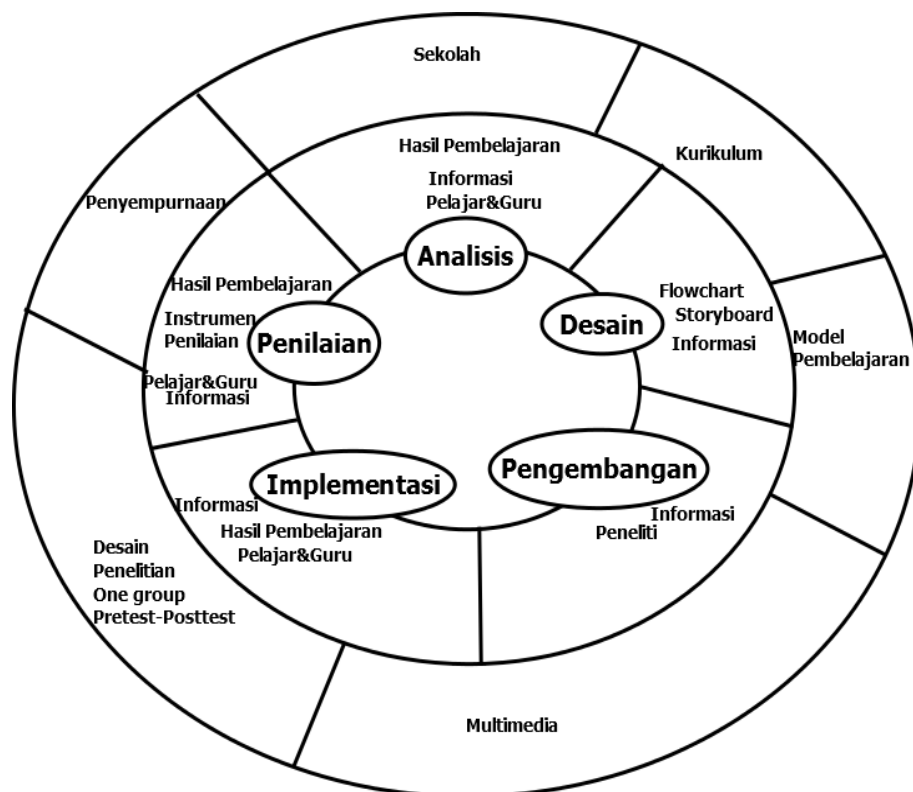 Sekolah
Hasil Pembelajaran
Informasi
Pelajar&Guru
Analisis
Kurikulum
Penyempurnaan
Hasil Pembelajaran
Instrumen
Penilaian
Penilaian
Pelajar&Guru
Informasi
Desain
Flowchart
Storyboard
Informasi
Model
Pembelajaran
Pengembangan
Informasi
Peneliti
Implementasi
Informasi
Hasil Pembelajaran
Pelajar&Guru
Desain
Penelitian
One group
Pretest-Posttest
Multimedia